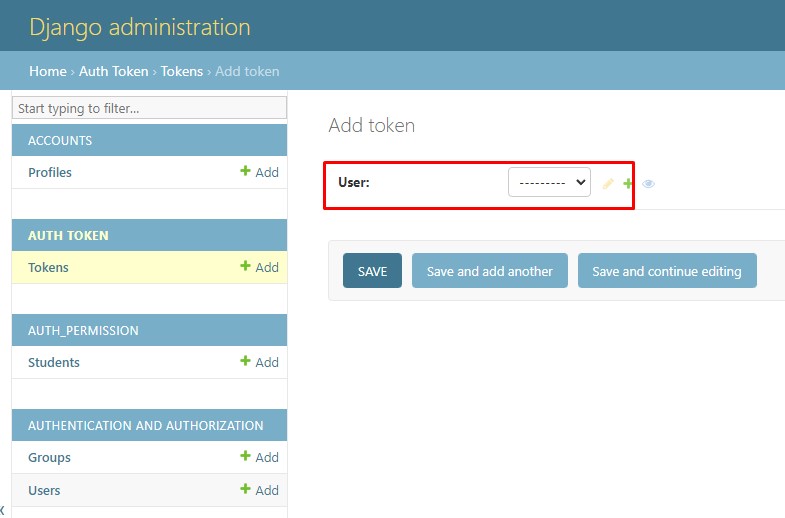 Django administration
Home › Auth Token › Tokens › Add token
Start typing to filter...
ACCOUNTS
Profiles + Add
AUTH TOKEN
Tokens + Add
AUTH_PERMISSION
Students + Add
AUTHENTICATION AND AUTHORIZATION
Groups + Add
Users + Add
Add token
User: ---------
SAVE Save and add another Save and continue editing